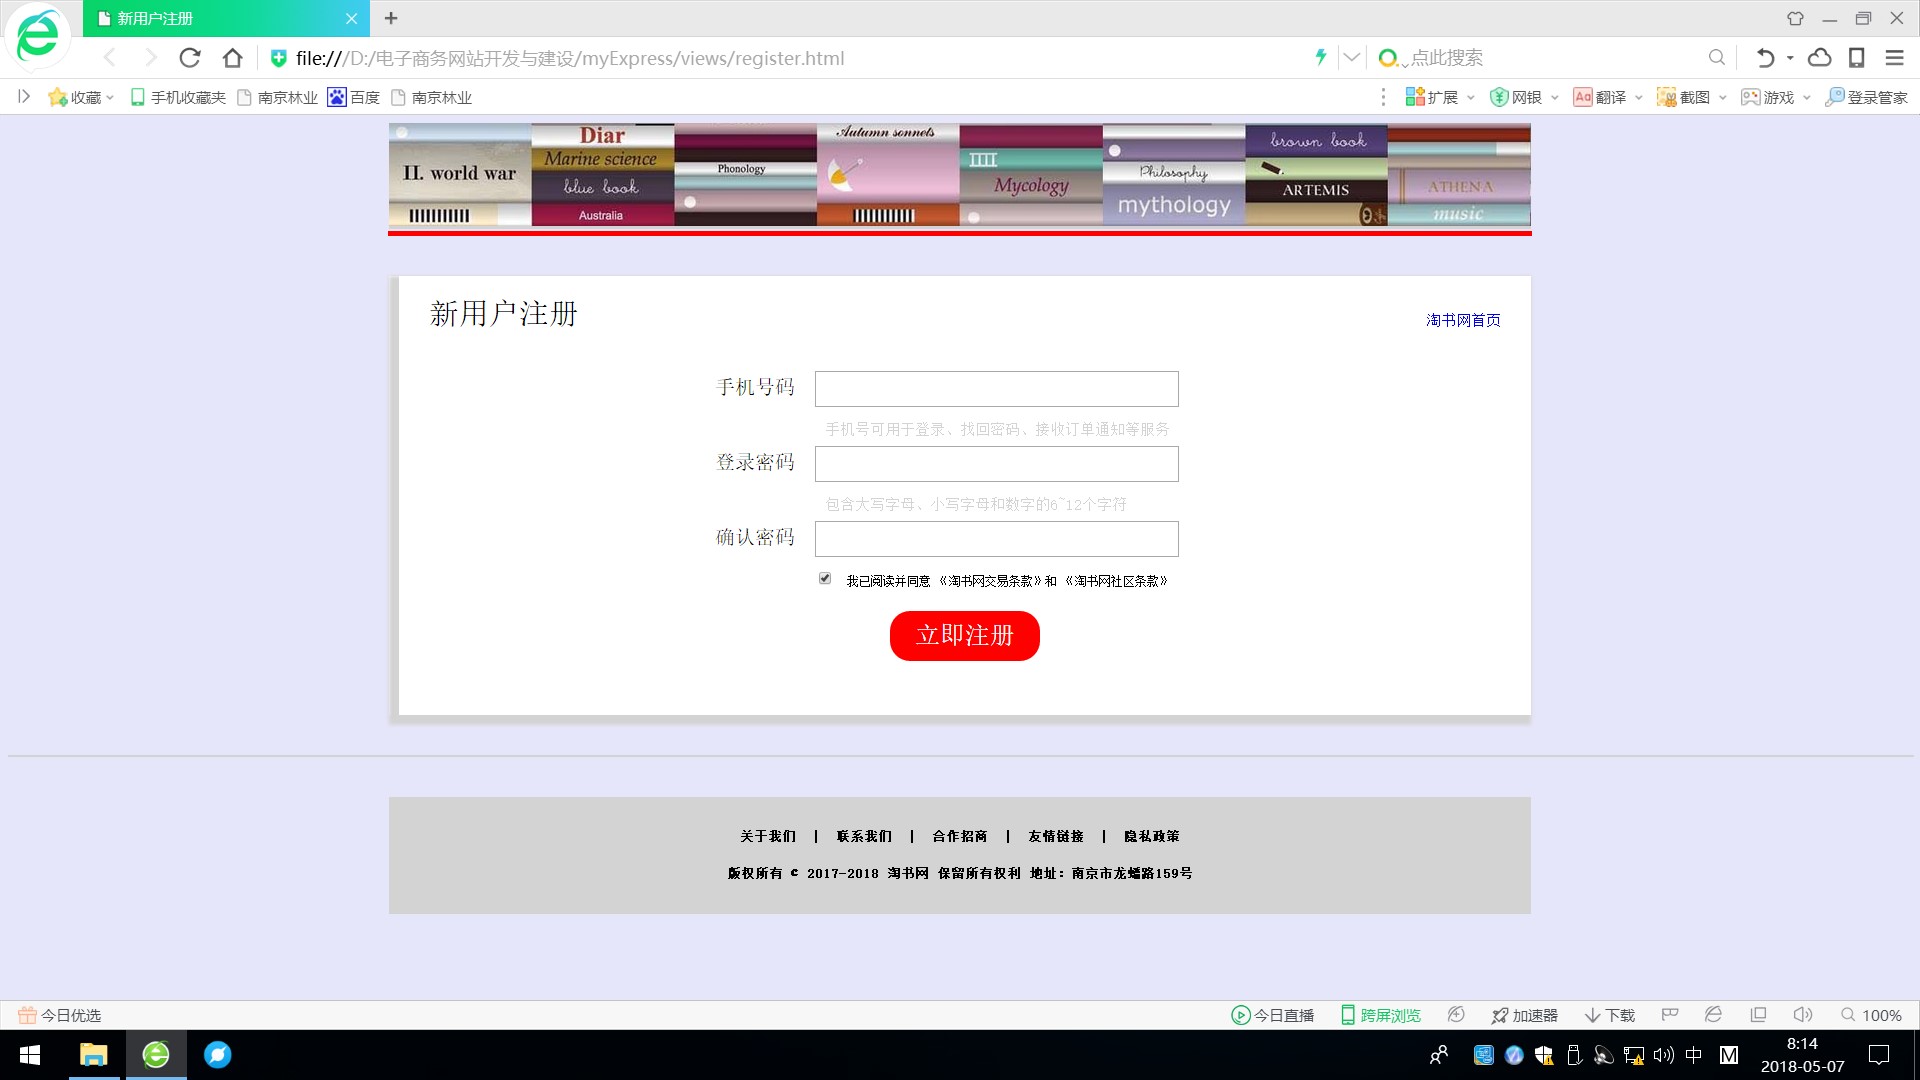 新用户注册
file:///D:/电子商务网站开发与建设/myExpress/views/register.html
点此搜索
收藏 手机收藏夹 南京林业 百度 南京林业
扩展 网银 翻译 截图 游戏 登录管家
II. world war
Diar
Marine science
blue book
Australia
Phonology
Autumn sonnets
IIII
Mycology
Philosophy
mythology
brown book
ARTEMIS
ATHENA
music
新用户注册
淘书网首页
手机号码
手机号可用于登录、找回密码、接收订单通知等服务
登录密码
包含大写字母、小写字母和数字的6~12个字符
确认密码
我已阅读并同意 《淘书网交易条款》和 《淘书网社区条款》
立即注册
关于我们 | 联系我们 | 合作招商 | 友情链接 | 隐私政策
版权所有 © 2017-2018 淘书网 保留所有权利 地址：南京市龙蟠路159号
今日优选
今日直播 跨屏浏览 加速器 下载 100%
中 M
8:14
2018-05-07